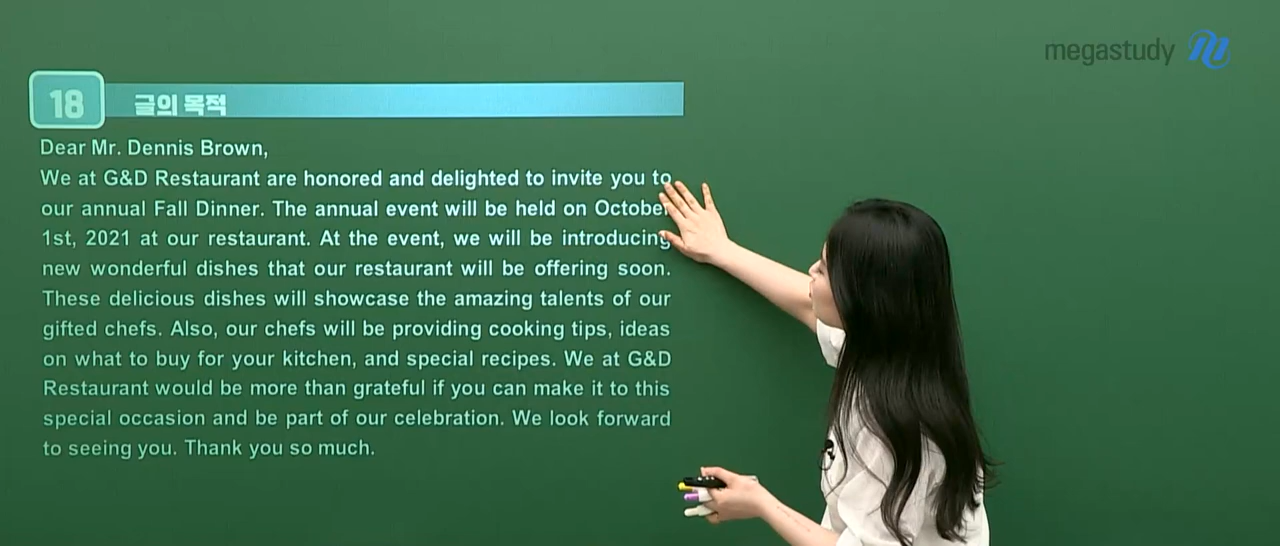 megastudy
18 글의 목적
Dear Mr. Dennis Brown,
We at G&D Restaurant are honored and delighted to invite you to
our annual Fall Dinner. The annual event will be held on October
1st, 2021 at our restaurant. At the event, we will be introducing
new wonderful dishes that our restaurant will be offering soon.
These delicious dishes will showcase the amazing talents of our
gifted chefs. Also, our chefs will be providing cooking tips, ideas
on what to buy for your kitchen, and special recipes. We at G&D
Restaurant would be more than grateful if you can make it to this
special occasion and be part of our celebration. We look forward
to seeing you. Thank you so much.